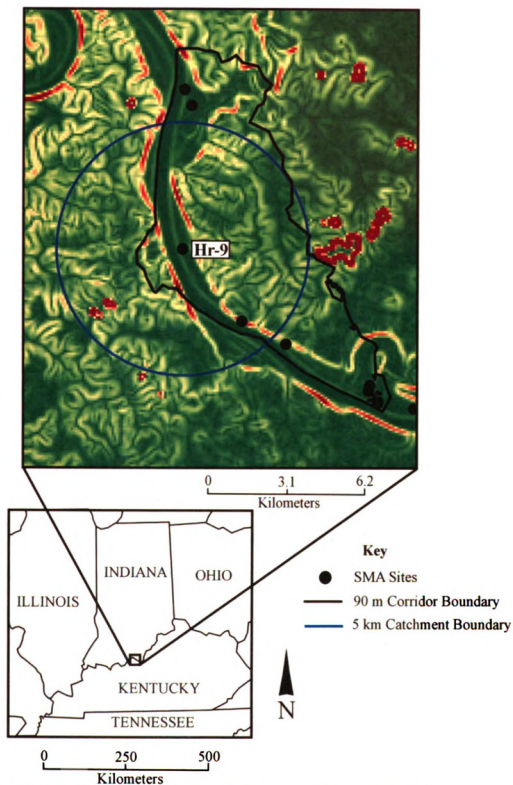 Hr-9
0 3.1 6.2
Kilometers
ILLINOIS
INDIANA
OHIO
KENTUCKY
TENNESSEE
0 250 500
Kilometers
Key
SMA Sites
90 m Corridor Boundary
5 km Catchment Boundary
N